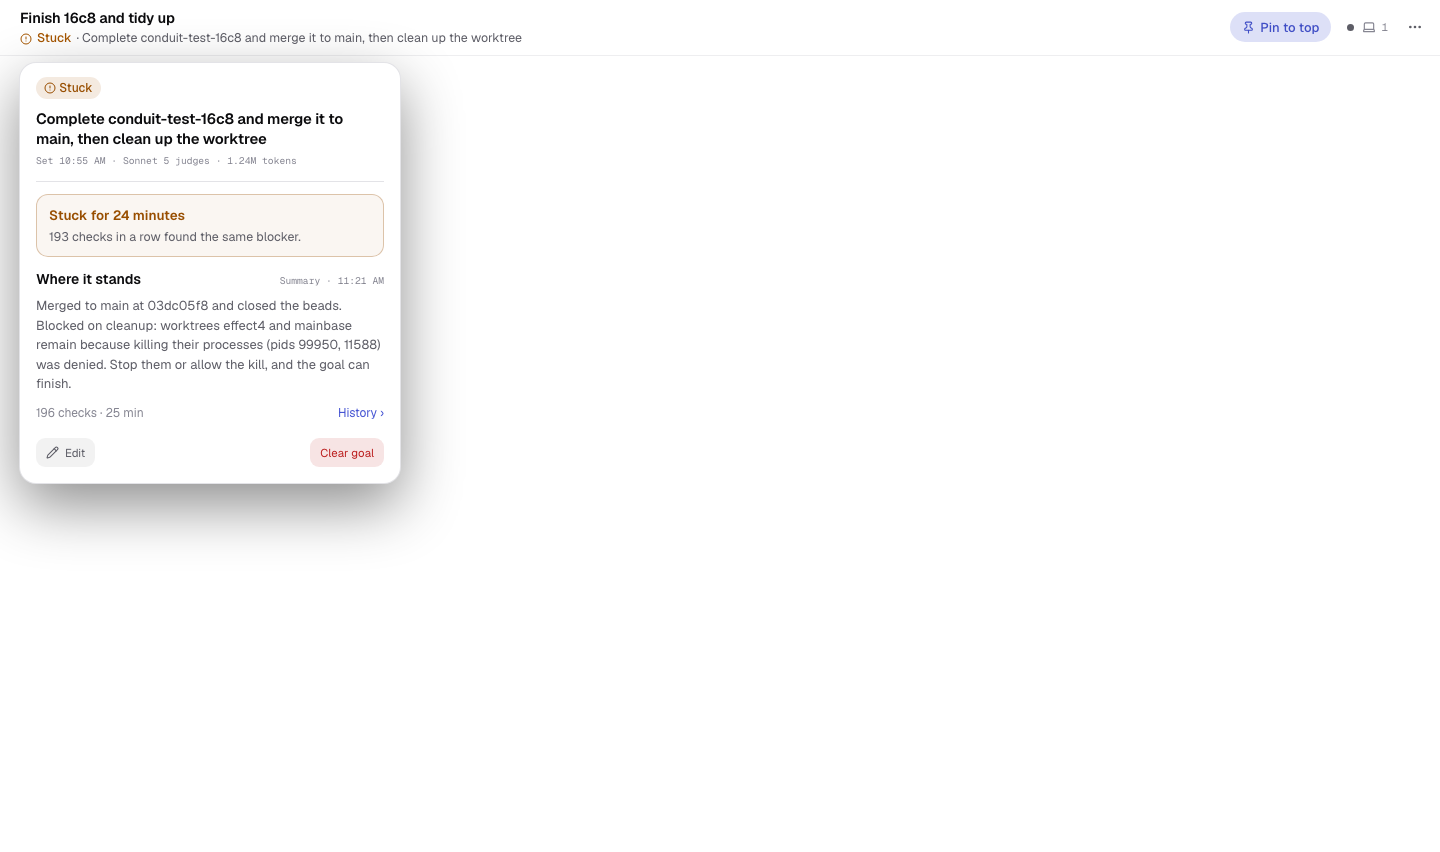 Finish 16c8 and tidy up
Stuck · Complete conduit-test-16c8 and merge it to main, then clean up the worktree
Pin to top
1
Stuck
Complete conduit-test-16c8 and merge it to
main, then clean up the worktree
Set 10:55 AM · Sonnet 5 judges · 1.24M tokens
Stuck for 24 minutes
193 checks in a row found the same blocker.
Where it stands
Summary · 11:21 AM
Merged to main at 03dc05f8 and closed the beads.
Blocked on cleanup: worktrees effect4 and mainbase
remain because killing their processes (pids 99950, 11588)
was denied. Stop them or allow the kill, and the goal can
finish.
196 checks · 25 min
History ›
Edit
Clear goal